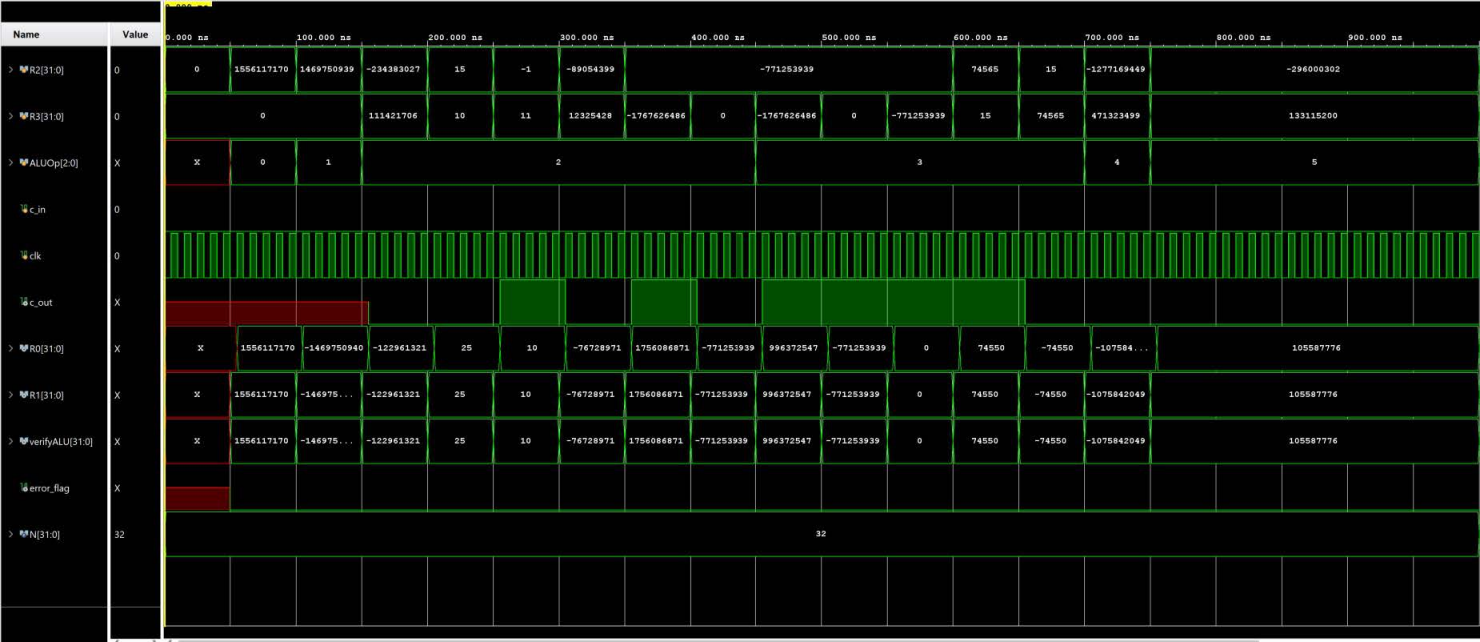 0.000 ns
Name Value 0.000 ns 100.000 ns 200.000 ns 300.000 ns 400.000 ns 500.000 ns 600.000 ns 700.000 ns 800.000 ns 900.000 ns
R2[31:0] 0 0 1556117170 1469750939 -234383027 15 -1 -89054399 -771253939 74565 15 -1277169449 -296000302
R3[31:0] 0 0 111421706 10 11 12325428 -1767626486 0 -1767626486 0 -771253939 15 74565 471323499 133115200
ALUOp[2:0] X X 0 1 2 3 4 5
c_in 0
clk 0
c_out X
R0[31:0] X X 1556117170 -1469750940 -122961321 25 10 -76728971 1756086871 -771253939 996372547 -771253939 0 74550 -74550 -107584... 105587776
R1[31:0] X X 1556117170 -146975... -122961321 25 10 -76728971 1756086871 -771253939 996372547 -771253939 0 74550 -74550 -1075842049 105587776
verifyALU[31:0] X X 1556117170 -146975... -122961321 25 10 -76728971 1756086871 -771253939 996372547 -771253939 0 74550 -74550 -1075842049 105587776
error_flag X
N[31:0] 32 32